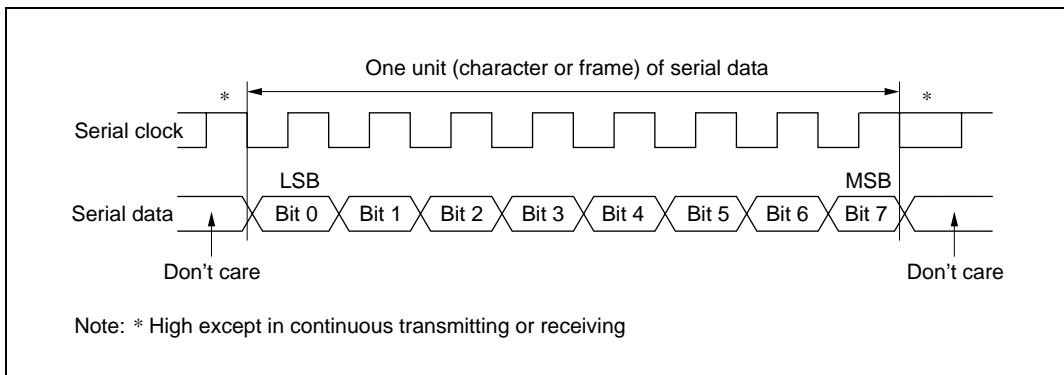 One unit (character or frame) of serial data
* *
Serial clock
LSB MSB
Serial data Bit 0 Bit 1 Bit 2 Bit 3 Bit 4 Bit 5 Bit 6 Bit 7
Don't care Don't care
Note: * High except in continuous transmitting or receiving